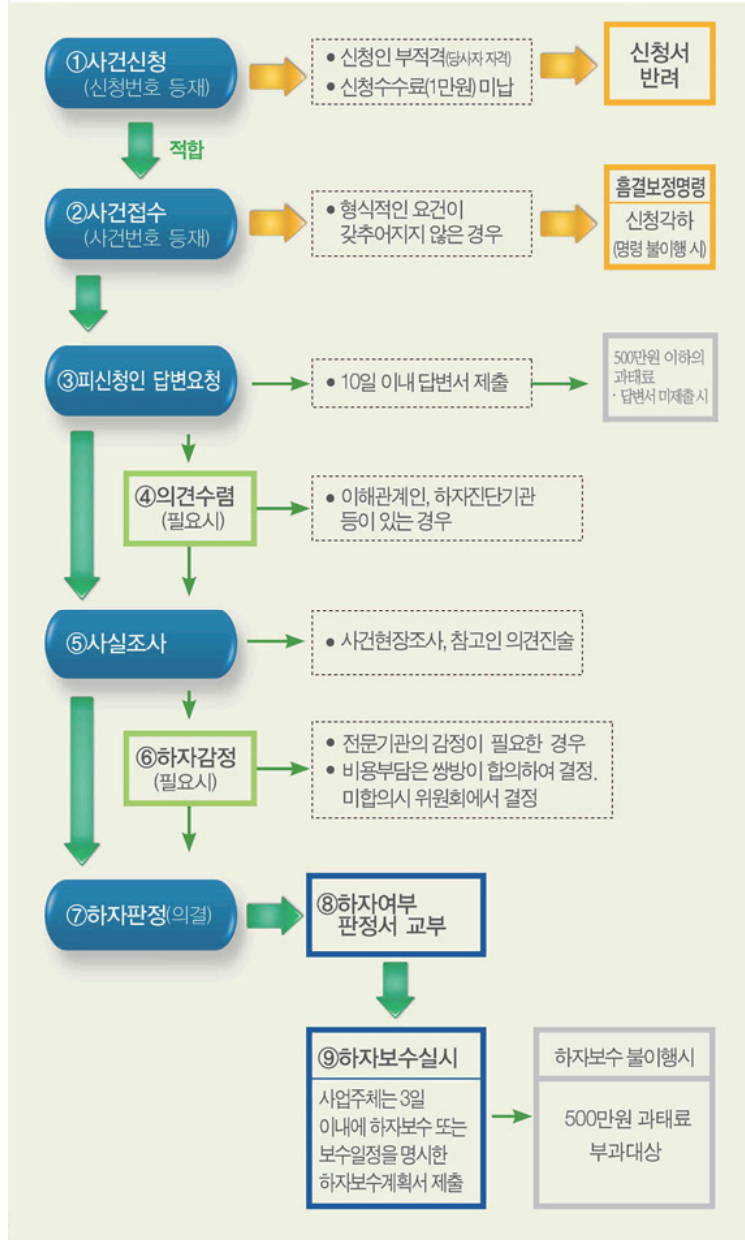 ①사건신청
(신청번호 등재)
• 신청인 부적격(당사자 자격)
• 신청수수료(1만원) 미납
신청서
반려
적합
②사건접수
(사건번호 등재)
• 형식적인 요건이
갖추어지지 않은 경우
흠결보정명령
신청각하
(명령 불이행 시)
③피신청인 답변요청
• 10일 이내 답변서 제출
500만원 이하의
과태료
· 답변서 미제출 시
④의견수렴
(필요시)
• 이해관계인, 하자진단기관
등이 있는 경우
⑤사실조사
• 사건현장조사, 참고인 의견진술
⑥하자감정
(필요시)
• 전문기관의 감정이 필요한 경우
• 비용부담은 쌍방이 합의하여 결정.
미합의시 위원회에서 결정
⑦하자판정(의결)
⑧하자여부
판정서 교부
⑨하자보수실시
사업주체는 3일
이내에 하자보수 또는
보수일정을 명시한
하자보수계획서 제출
하자보수 불이행시
500만원 과태료
부과대상